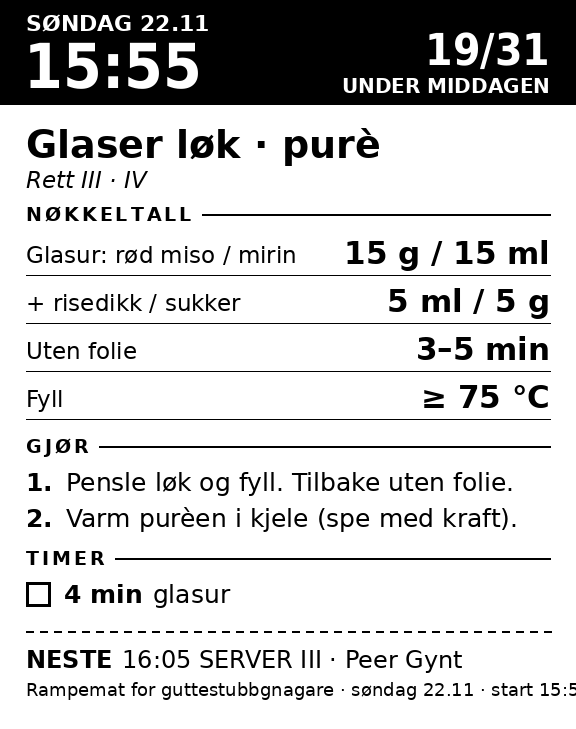 SØNDAG 22.11
15:55
19/31
UNDER MIDDAGEN
Glaser løk · purè
Rett III · IV
NØKKELTALL
Glasur: rød miso / mirin 15 g / 15 ml
+ risedikk / sukker 5 ml / 5 g
Uten folie 3–5 min
Fyll ≥ 75 °C
GJØR
1. Pensle løk og fyll. Tilbake uten folie.
2. Varm purèen i kjele (spe med kraft).
TIMER
4 min glasur
NESTE 16:05 SERVER III · Peer Gynt
Rampemat for guttestubbgnagare · søndag 22.11 · start